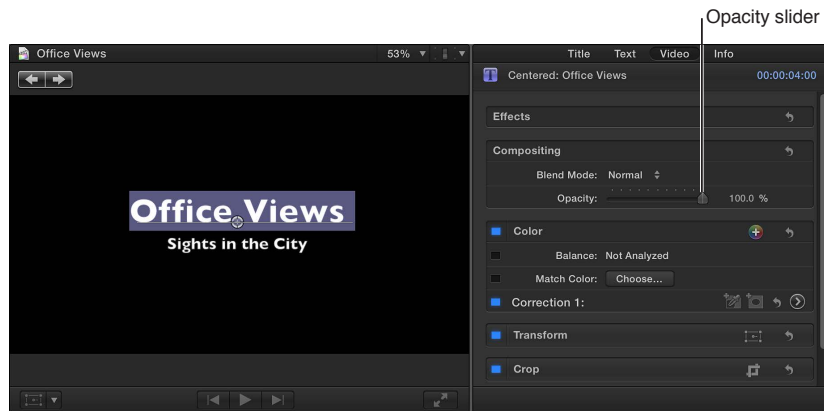 Opacity slider
Office Views
53%
Title Text Video Info
Centered: Office Views 00:00:04:00
Effects
Compositing
Blend Mode: Normal
Opacity: 100.0 %
Office Views
Sights in the City
Color
Balance: Not Analyzed
Match Color: Choose...
Correction 1:
Transform
Crop